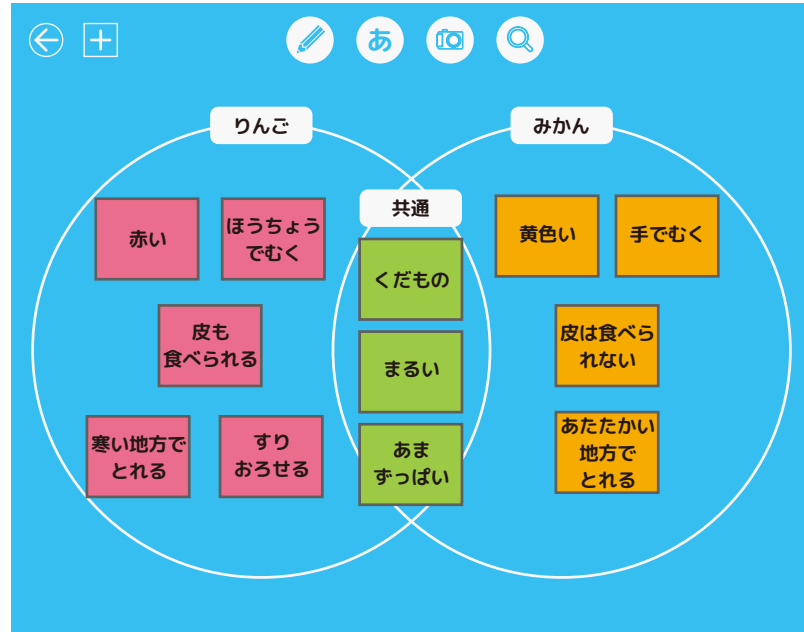 あ
りんご
みかん
共通
赤い
ほうちょう
でむく
皮も
食べられる
寒い地方で
とれる
すり
おろせる
くだもの
まるい
あま
ずっぱい
黄色い
手でむく
皮は食べら
れない
あたたかい
地方で
とれる